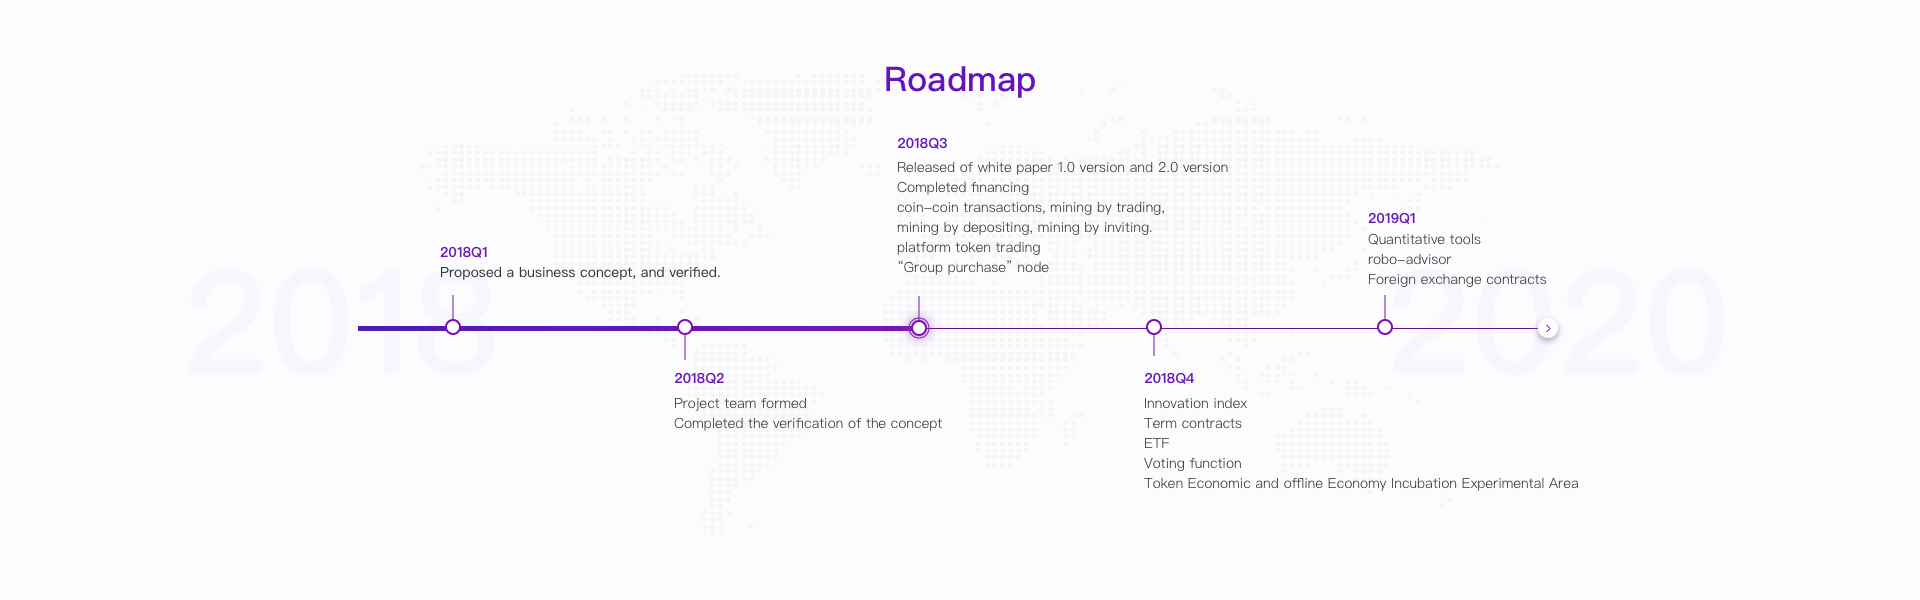 Roadmap
2018
2020
2018Q1
Proposed a business concept, and verified.
2018Q2
Project team formed
Completed the verification of the concept
2018Q3
Released of white paper 1.0 version and 2.0 version
Completed financing
coin-coin transactions, mining by trading,
mining by depositing, mining by inviting.
platform token trading
“Group purchase” node
2018Q4
Innovation index
Term contracts
ETF
Voting function
Token Economic and offline Economy Incubation Experimental Area
2019Q1
Quantitative tools
robo-advisor
Foreign exchange contracts